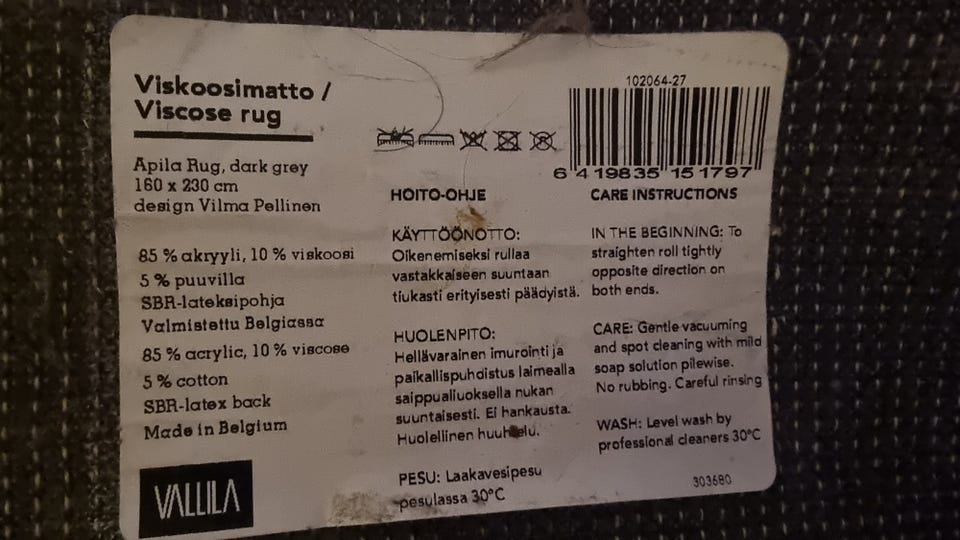 Viskoosimatto /
Viscose rug
Apila Rug, dark grey
160 x 230 cm
design Vilma Pellinen
85 % akryyli, 10 % viskoosi
5 % puuvilla
SBR-lateksipohja
Valmistettu Belgiassa
85 % acrylic, 10 % viscose
5 % cotton
SBR-latex back
Made in Belgium
VALLILA
HOITO-OHJE
KÄYTTÖÖNOTTO:
Oikenemiseksi rullaa
vastakkaiseen suuntaan
tiukasti erityisesti päädyistä.
HUOLENPITO:
Hellävarainen imurointi ja
paikallispuhdistus laimealla
saippualiuoksella nukan
suuntaisesti. Ei hankausta.
Huolellinen huuhtelu.
PESU: Laakavesipesu
pesulassa 30°C
102064-27
6 419835 151797
CARE INSTRUCTIONS
IN THE BEGINNING: To
straighten roll tightly
opposite direction on
both ends.
CARE: Gentle vacuuming
and spot cleaning with mild
soap solution pilewise.
No rubbing. Careful rinsing
WASH: Level wash by
professional cleaners 30°C
303680